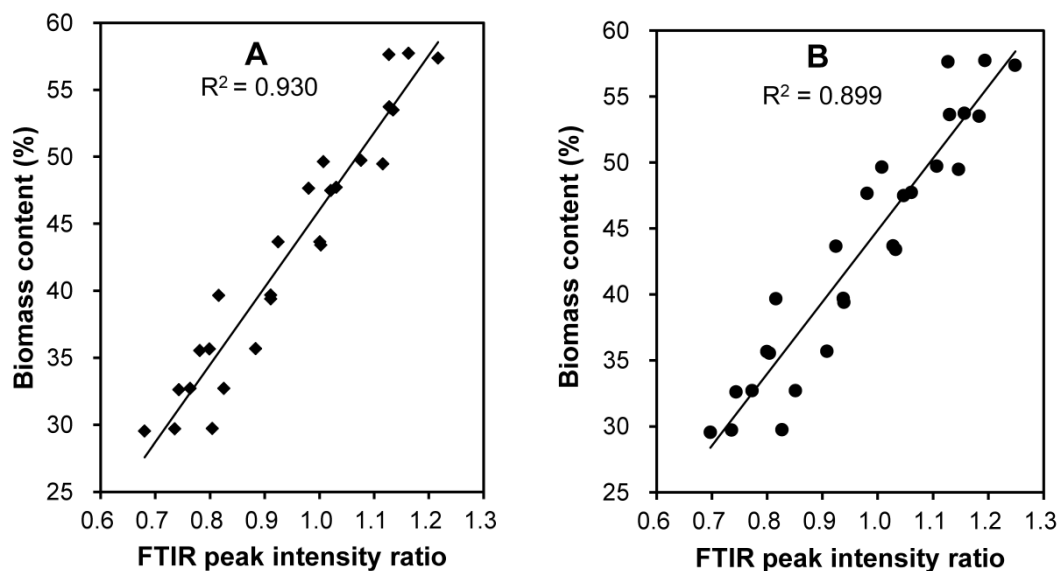 A
R² = 0.930
Biomass content (%)
60
55
50
45
40
35
30
25
0.6 0.7 0.8 0.9 1.0 1.1 1.2 1.3
FTIR peak intensity ratio
B
R² = 0.899
Biomass content (%)
60
55
50
45
40
35
30
25
0.6 0.7 0.8 0.9 1.0 1.1 1.2 1.3
FTIR peak intensity ratio